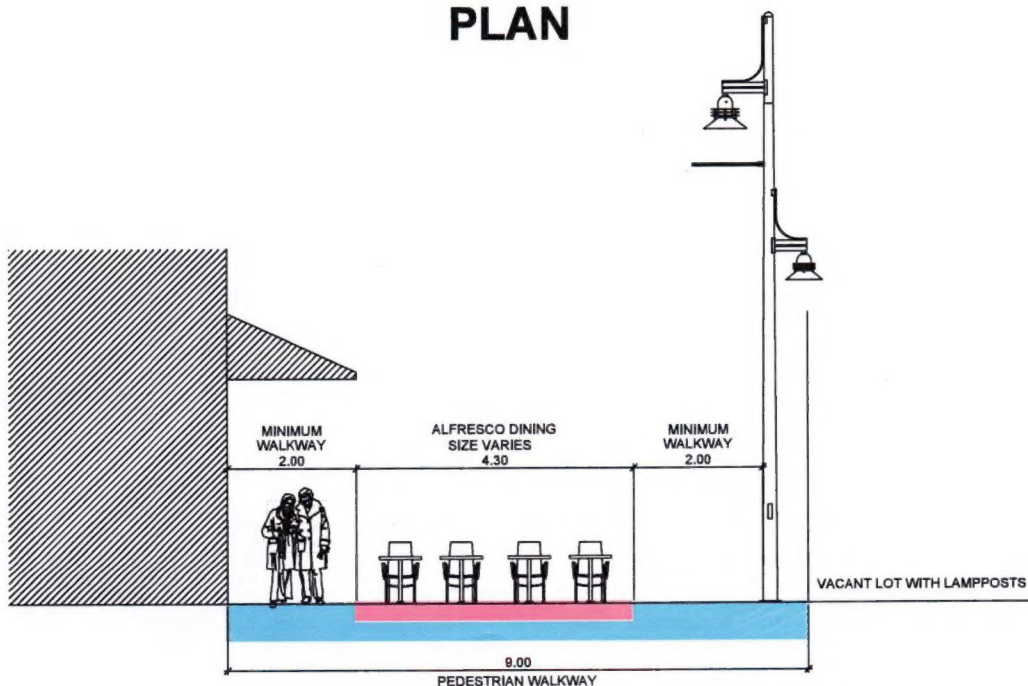 PLAN
MINIMUM
WALKWAY
2.00
ALFRESCO DINING
SIZE VARIES
4.30
MINIMUM
WALKWAY
2.00
VACANT LOT WITH LAMPPOSTS
9.00
PEDESTRIAN WALKWAY